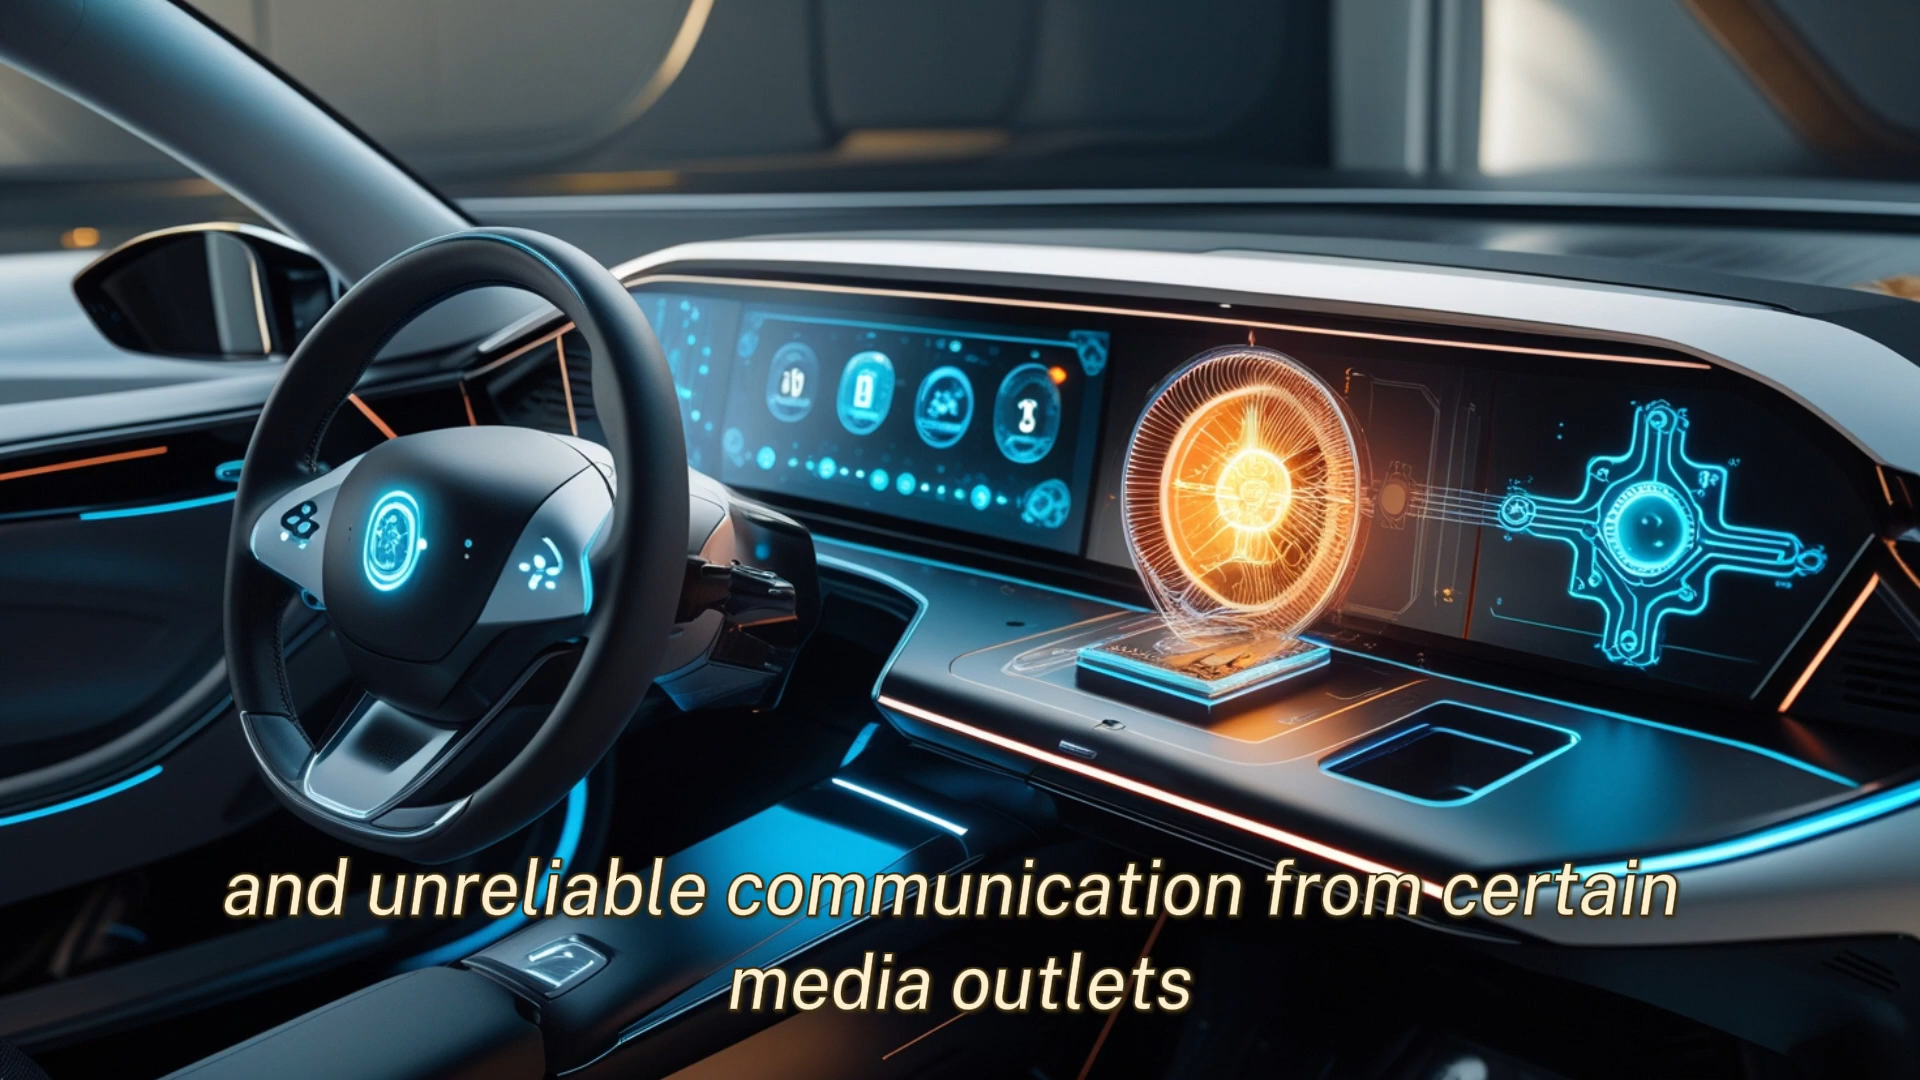 and unreliable communication from certain
media outlets